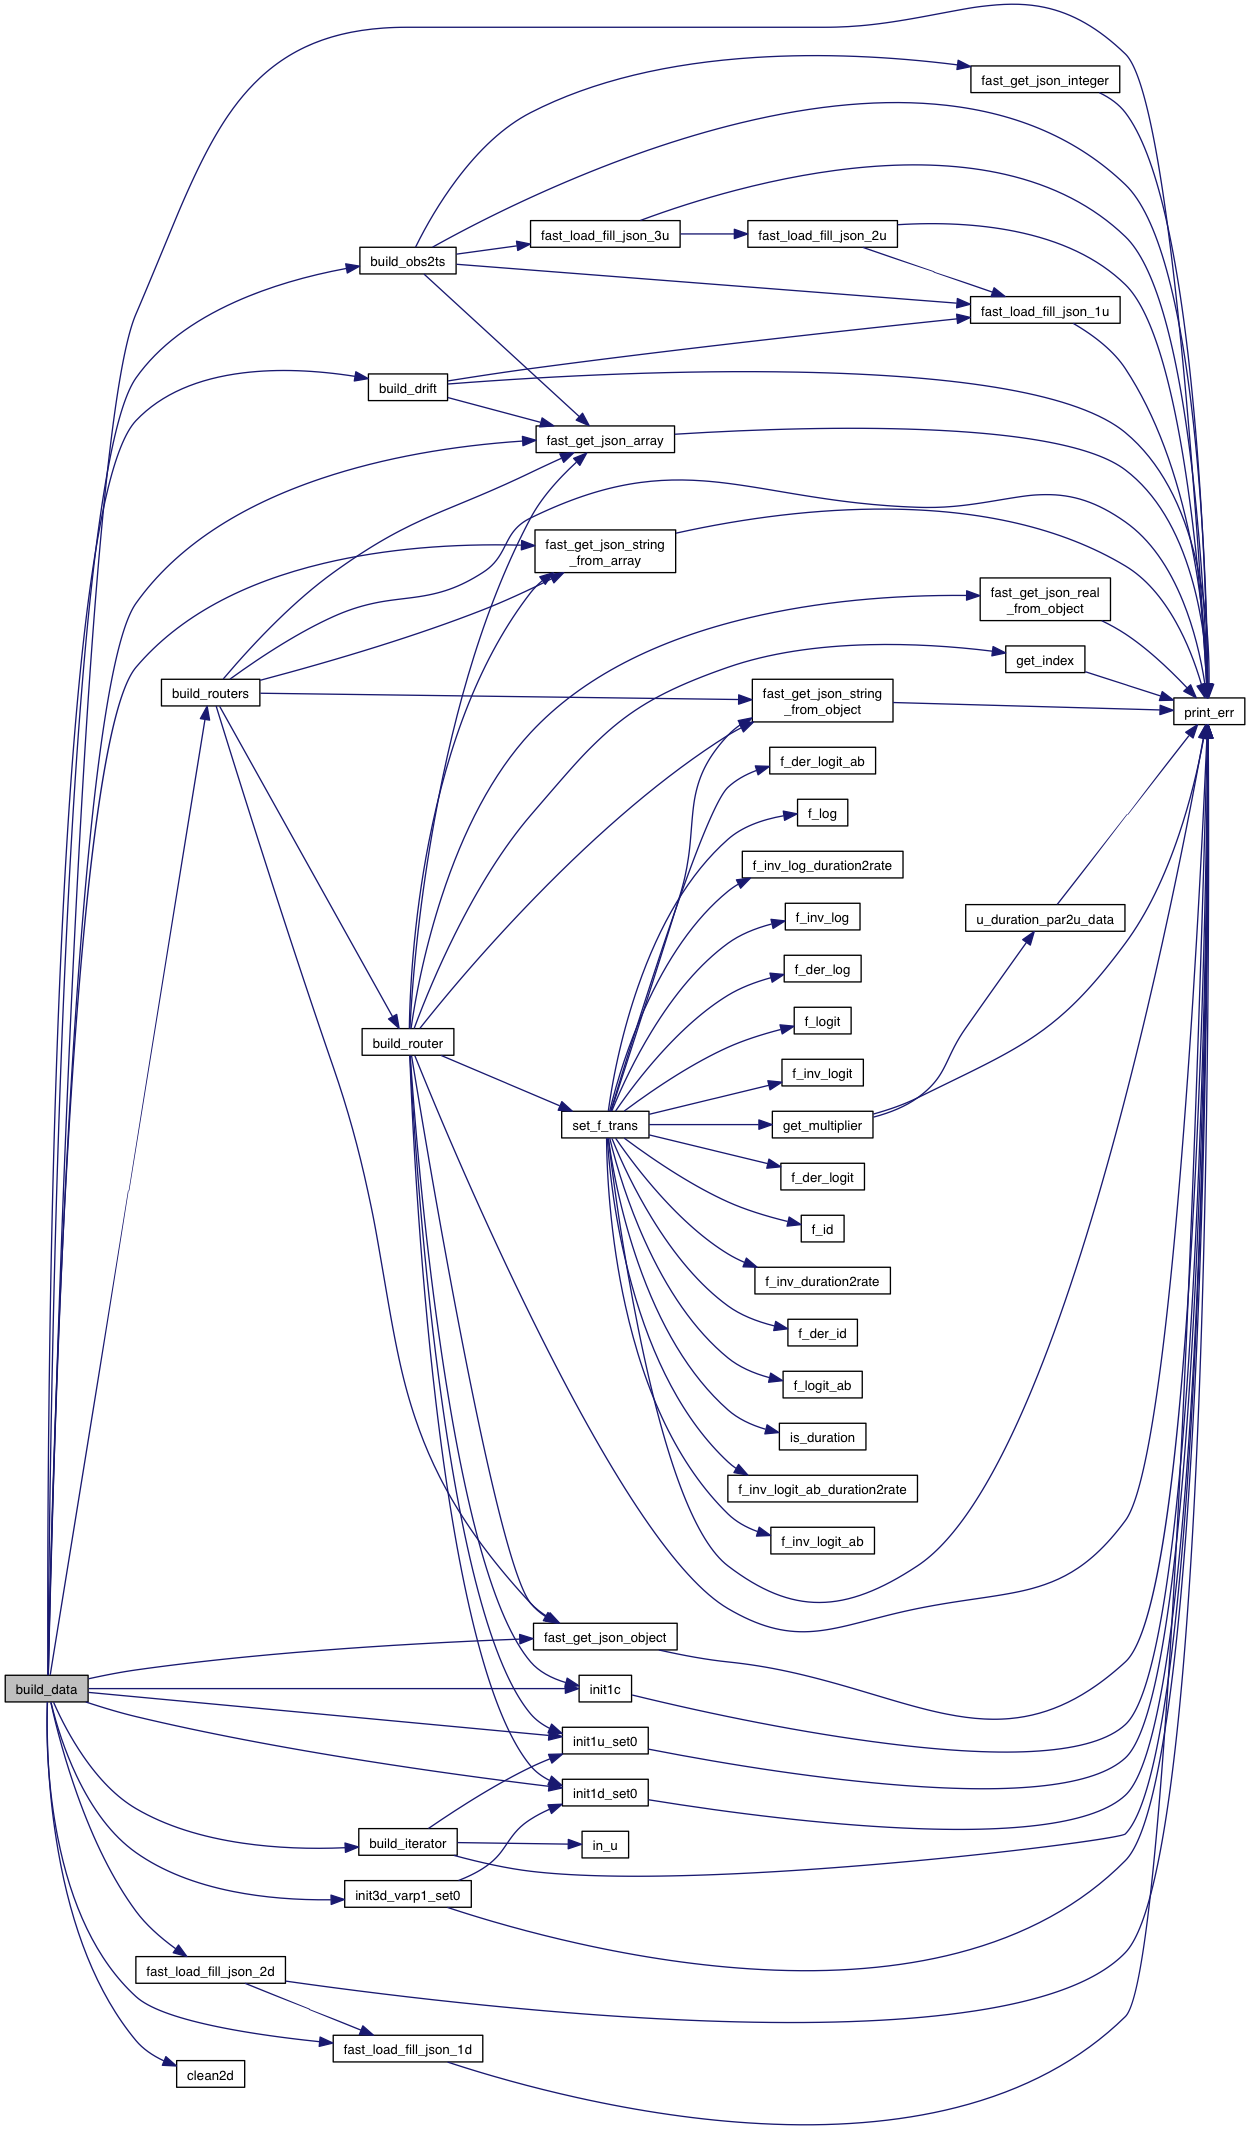 fast_get_json_integer
fast_load_fill_json_3u
fast_load_fill_json_2u
build_obs2ts
fast_load_fill_json_1u
build_drift
fast_get_json_array
fast_get_json_string
_from_array
fast_get_json_real
_from_object
get_index
build_routers
fast_get_json_string
_from_object
print_err
f_der_logit_ab
f_log
f_inv_log_duration2rate
f_inv_log
u_duration_par2u_data
f_der_log
f_logit
build_router
f_inv_logit
set_f_trans
get_multiplier
f_der_logit
f_id
f_inv_duration2rate
f_der_id
f_logit_ab
is_duration
f_inv_logit_ab_duration2rate
f_inv_logit_ab
fast_get_json_object
build_data
init1c
init1u_set0
init1d_set0
build_iterator
in_u
init3d_varp1_set0
fast_load_fill_json_2d
fast_load_fill_json_1d
clean2d